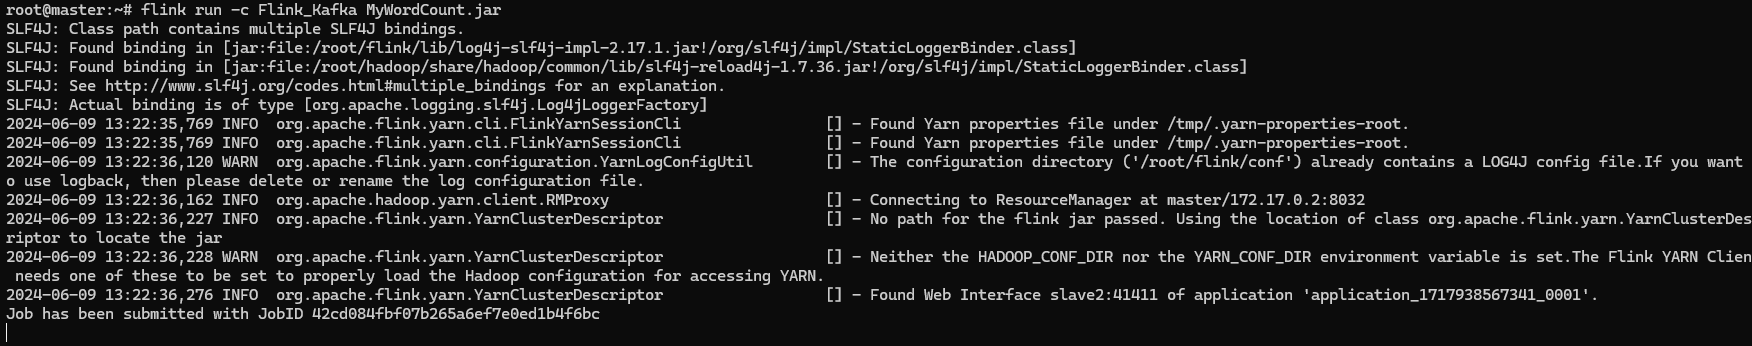 root@master:~# flink run -c Flink_Kafka MyWordCount.jar
SLF4J: Class path contains multiple SLF4J bindings.
SLF4J: Found binding in [jar:file:/root/flink/lib/log4j-slf4j-impl-2.17.1.jar!/org/slf4j/impl/StaticLoggerBinder.class]
SLF4J: Found binding in [jar:file:/root/hadoop/share/hadoop/common/lib/slf4j-reload4j-1.7.36.jar!/org/slf4j/impl/StaticLoggerBinder.class]
SLF4J: See http://www.slf4j.org/codes.html#multiple_bindings for an explanation.
SLF4J: Actual binding is of type [org.apache.logging.slf4j.Log4jLoggerFactory]
2024-06-09 13:22:35,769 INFO  org.apache.flink.yarn.cli.FlinkYarnSessionCli                [] - Found Yarn properties file under /tmp/.yarn-properties-root.
2024-06-09 13:22:35,769 INFO  org.apache.flink.yarn.cli.FlinkYarnSessionCli                [] - Found Yarn properties file under /tmp/.yarn-properties-root.
2024-06-09 13:22:36,120 WARN  org.apache.flink.yarn.configuration.YarnLogConfigUtil        [] - The configuration directory ('/root/flink/conf') already contains a LOG4J config file.If you want
o use logback, then please delete or rename the log configuration file.
2024-06-09 13:22:36,162 INFO  org.apache.hadoop.yarn.client.RMProxy                        [] - Connecting to ResourceManager at master/172.17.0.2:8032
2024-06-09 13:22:36,227 INFO  org.apache.flink.yarn.YarnClusterDescriptor                  [] - No path for the flink jar passed. Using the location of class org.apache.flink.yarn.YarnClusterDes
riptor to locate the jar
2024-06-09 13:22:36,228 WARN  org.apache.flink.yarn.YarnClusterDescriptor                  [] - Neither the HADOOP_CONF_DIR nor the YARN_CONF_DIR environment variable is set.The Flink YARN Clien
 needs one of these to be set to properly load the Hadoop configuration for accessing YARN.
2024-06-09 13:22:36,276 INFO  org.apache.flink.yarn.YarnClusterDescriptor                  [] - Found Web Interface slave2:41411 of application 'application_1717938567341_0001'.
Job has been submitted with JobID 42cd084fbf07b265a6ef7e0ed1b4f6bc